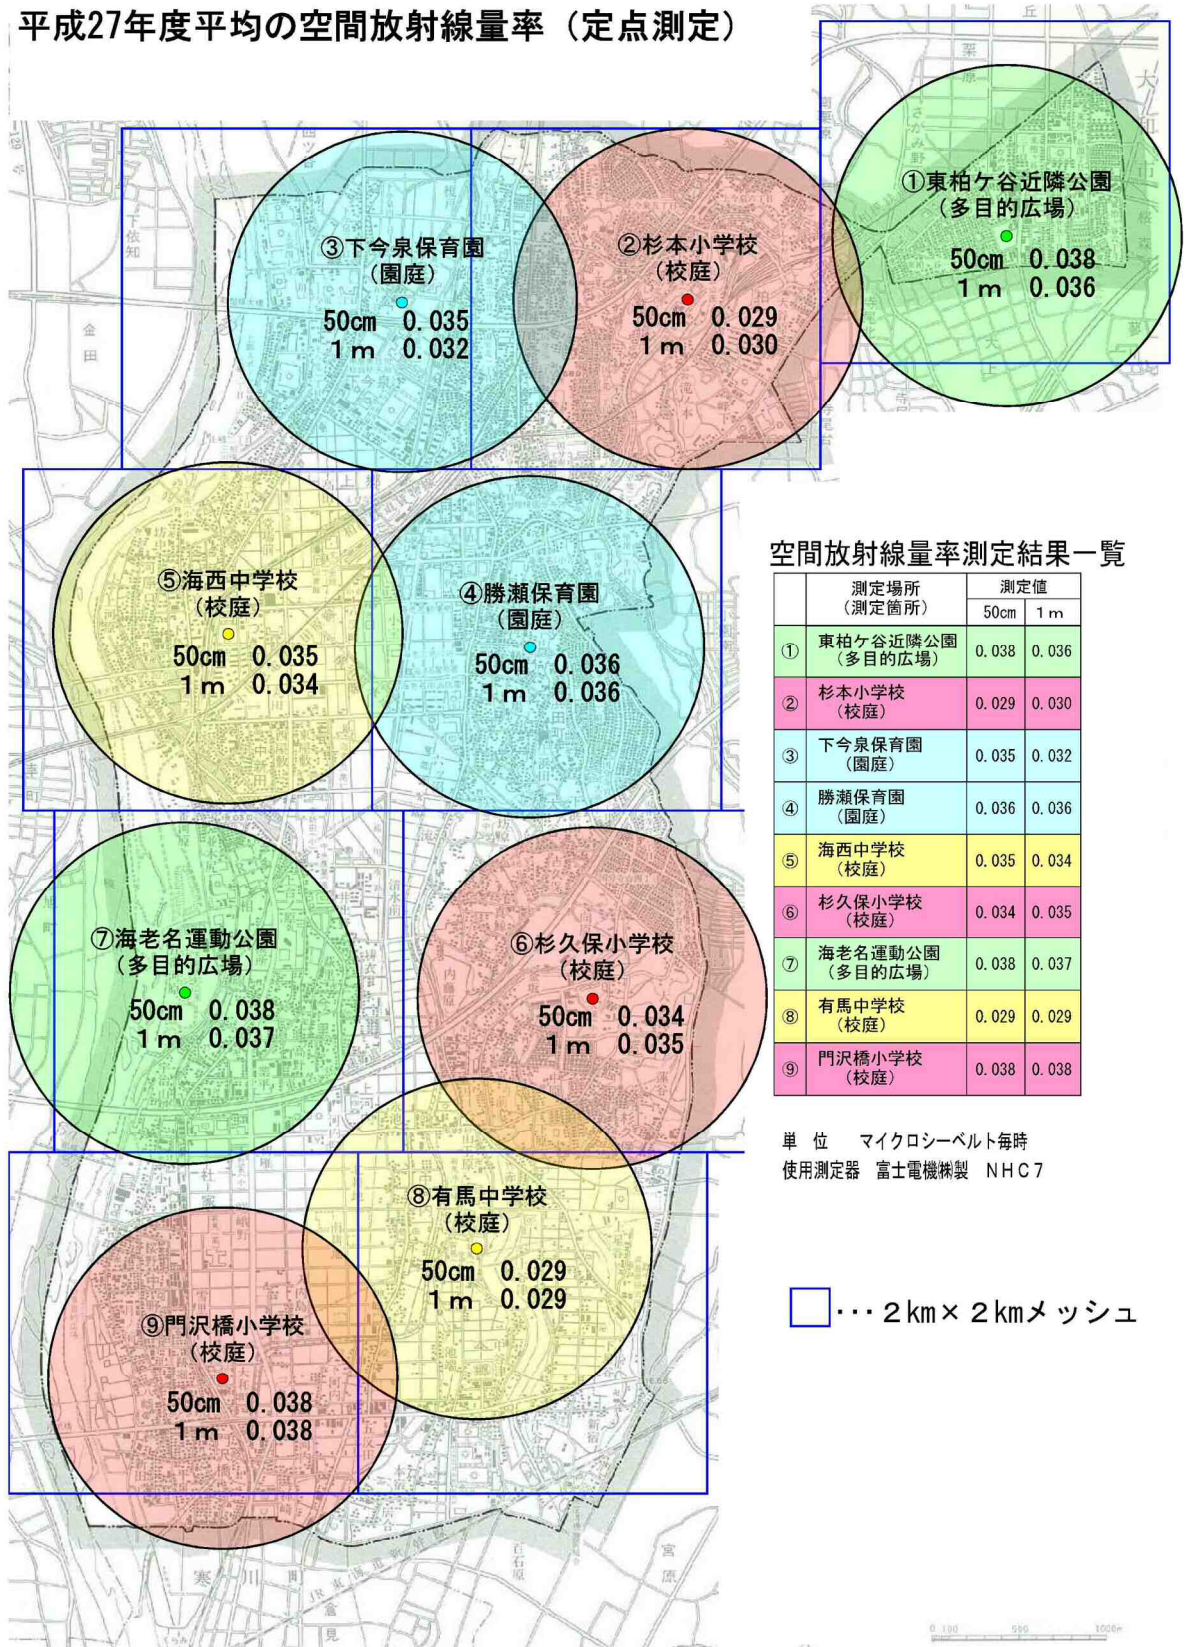 平成27年度平均の空間放射線量率（定点測定）
①東柏ケ谷近隣公園
（多目的広場）
50cm 0.038
1m 0.036
②杉本小学校
（校庭）
50cm 0.029
1m 0.030
③下今泉保育園
（園庭）
50cm 0.035
1m 0.032
⑤海西中学校
（校庭）
50cm 0.035
1m 0.034
④勝瀬保育園
（園庭）
50cm 0.036
1m 0.036
空間放射線量率測定結果一覧
測定場所 測定値
（測定箇所） 50cm 1m
① 東柏ケ谷近隣公園 0.038 0.036
（多目的広場）
② 杉本小学校 0.029 0.030
（校庭）
③ 下今泉保育園 0.035 0.032
（園庭）
④ 勝瀬保育園 0.036 0.036
（園庭）
⑤ 海西中学校 0.035 0.034
（校庭）
⑥ 杉久保小学校 0.034 0.035
（校庭）
⑦ 海老名運動公園 0.038 0.037
（多目的広場）
⑧ 有馬中学校 0.029 0.029
（校庭）
⑨ 門沢橋小学校 0.038 0.038
（校庭）
単位 マイクロシーベルト毎時
使用測定器 富士電機㈱製 NHC7
⑦海老名運動公園
（多目的広場）
50cm 0.038
1m 0.037
⑥杉久保小学校
（校庭）
50cm 0.034
1m 0.035
⑧有馬中学校
（校庭）
50cm 0.029
1m 0.029
⑨門沢橋小学校
（校庭）
50cm 0.038
1m 0.038
…２㎞×２㎞メッシュ
下依知
金田
寒川町
宮原
0 100 500 1000m